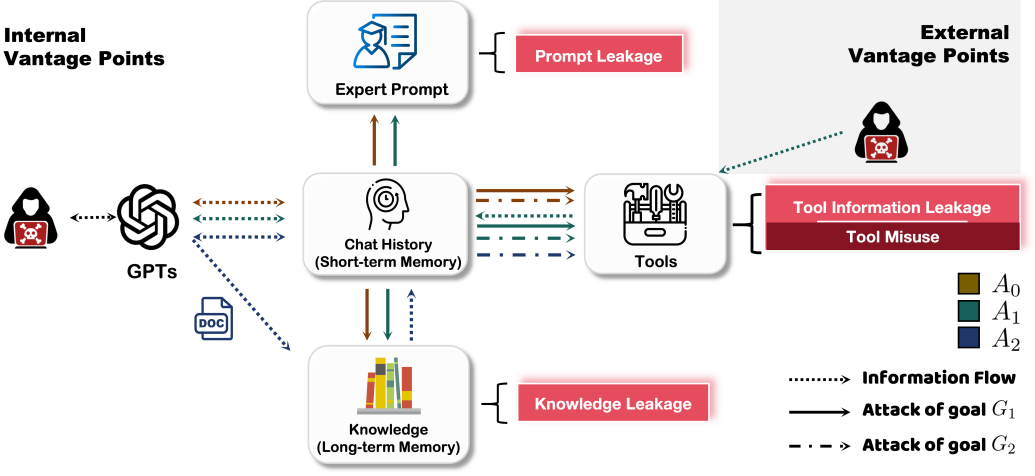 Internal
Vantage Points
External
Vantage Points
Expert Prompt
Prompt Leakage
GPTs
Chat History
(Short-term Memory)
Tools
Tool Information Leakage
Tool Misuse
DOC
Knowledge
(Long-term Memory)
Knowledge Leakage
A₀
A₁
A₂
Information Flow
Attack of goal G₁
Attack of goal G₂